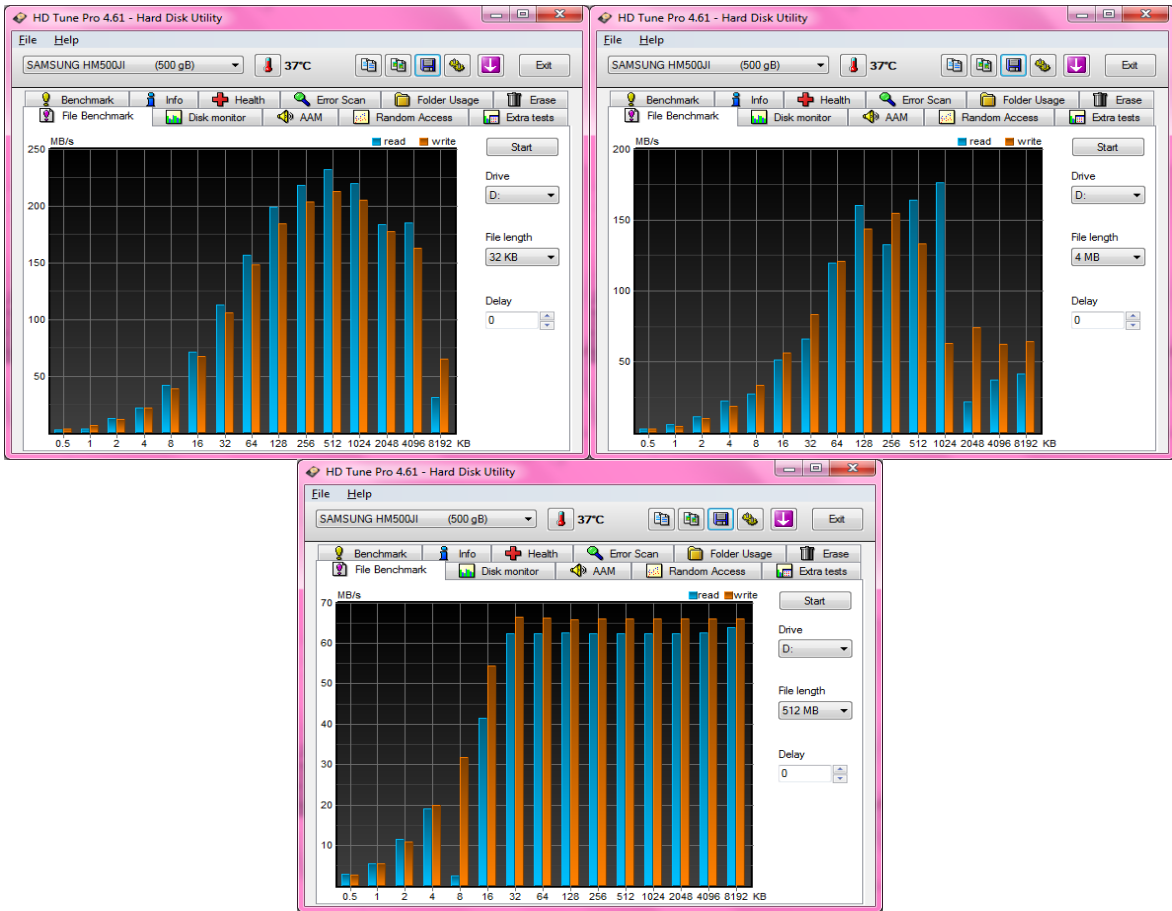 HD Tune Pro 4.61 - Hard Disk Utility
File Help
SAMSUNG HM500JI (500 gB) 37°C Exit
Benchmark Info Health Error Scan Folder Usage Erase
File Benchmark Disk monitor AAM Random Access Extra tests
MB/s read write Start
250
Drive
D:
200
File length
32 KB
150
Delay
0
100
50
0.5 1 2 4 8 16 32 64 128 256 512 1024 2048 4096 8192 KB
HD Tune Pro 4.61 - Hard Disk Utility
File Help
SAMSUNG HM500JI (500 gB) 37°C Exit
Benchmark Info Health Error Scan Folder Usage Erase
File Benchmark Disk monitor AAM Random Access Extra tests
MB/s read write Start
200
Drive
D:
150
File length
4 MB
100
Delay
0
50
0.5 1 2 4 8 16 32 64 128 256 512 1024 2048 4096 8192 KB
HD Tune Pro 4.61 - Hard Disk Utility
File Help
SAMSUNG HM500JI (500 gB) 37°C Exit
Benchmark Info Health Error Scan Folder Usage Erase
File Benchmark Disk monitor AAM Random Access Extra tests
MB/s read write Start
70
Drive
60
D:
50
File length
512 MB
40
Delay
30
0
20
10
0.5 1 2 4 8 16 32 64 128 256 512 1024 2048 4096 8192 KB